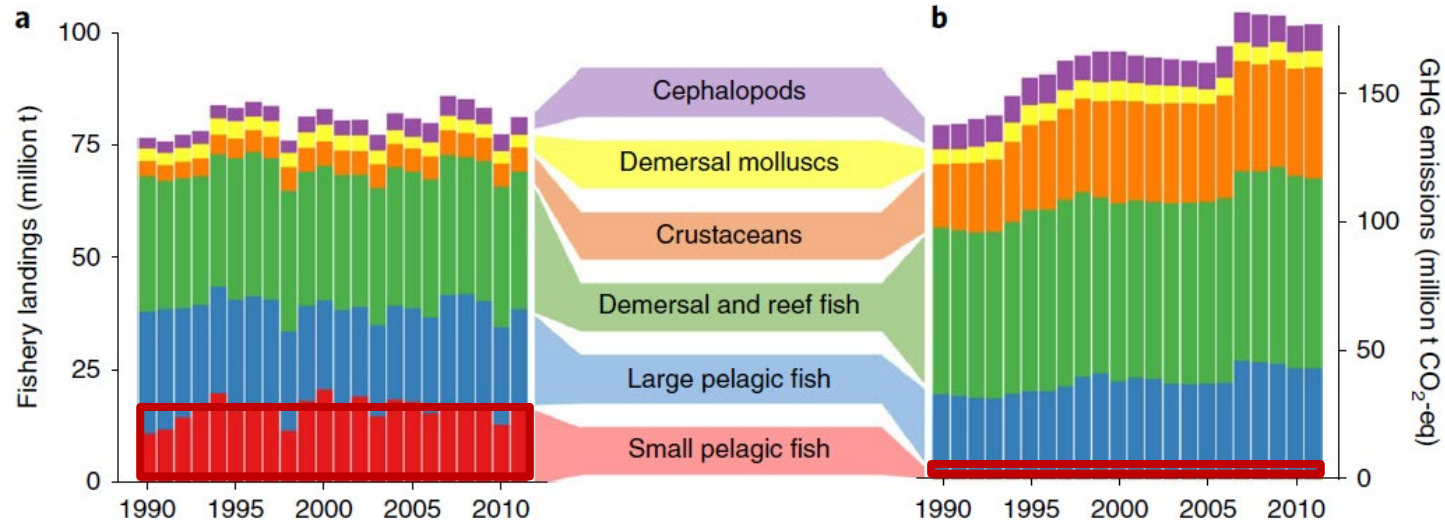 a
b
Fishery landings (million t)
100
75
50
25
0
1990 1995 2000 2005 2010
Cephalopods
Demersal molluscs
Crustaceans
Demersal and reef fish
Large pelagic fish
Small pelagic fish
1990 1995 2000 2005 2010
150
100
50
0
GHG emissions (million t CO₂-eq)